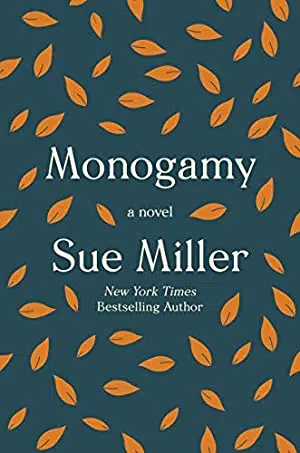 Monogamy
a novel
Sue Miller
New York Times
Bestselling Author